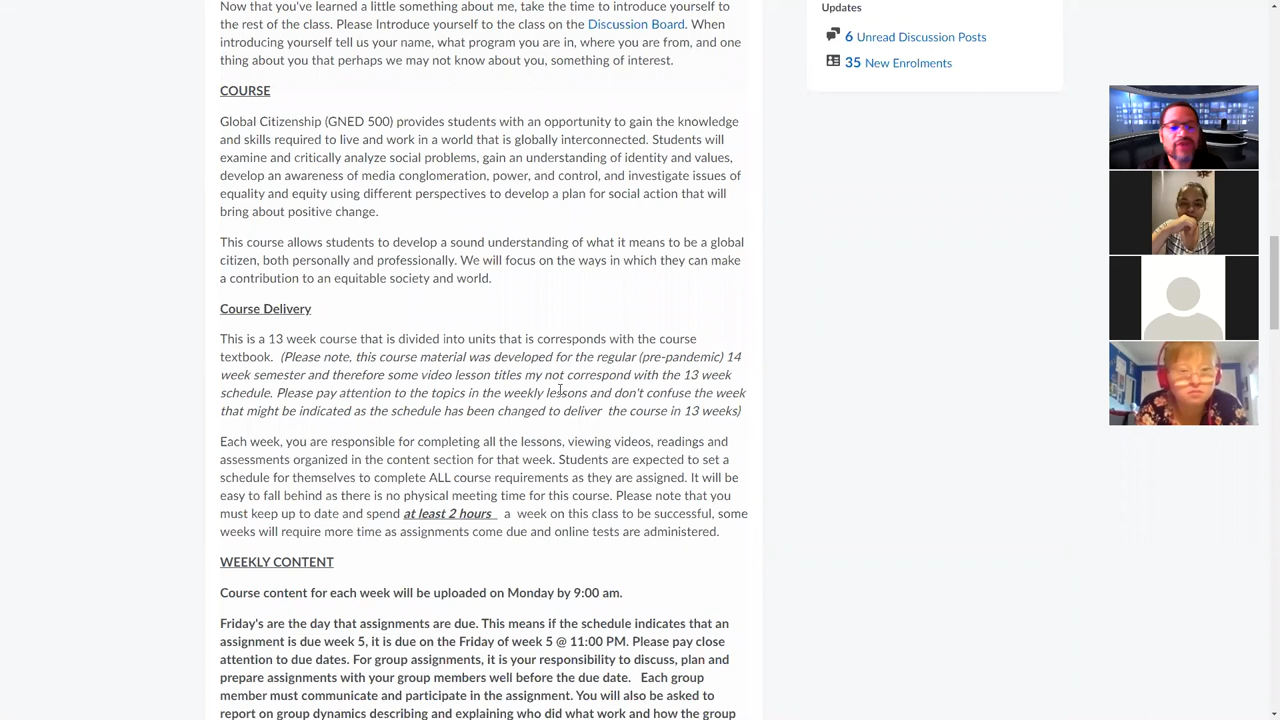 Now that you've learned a little something about me, take the time to introduce yourself to
the rest of the class. Please Introduce yourself to the class on the Discussion Board. When
introducing yourself tell us your name, what program you are in, where you are from, and one
thing about you that perhaps we may not know about you, something of interest.
COURSE
Global Citizenship (GNED 500) provides students with an opportunity to gain the knowledge
and skills required to live and work in a world that is globally interconnected. Students will
examine and critically analyze social problems, gain an understanding of identity and values,
develop an awareness of media conglomeration, power, and control, and investigate issues of
equality and equity using different perspectives to develop a plan for social action that will
bring about positive change.
This course allows students to develop a sound understanding of what it means to be a global
citizen, both personally and professionally. We will focus on the ways in which they can make
a contribution to an equitable society and world.
Course Delivery
This is a 13 week course that is divided into units that is corresponds with the course
textbook. (Please note, this course material was developed for the regular (pre-pandemic) 14
week semester and therefore some video lesson titles my not correspond with the 13 week
schedule. Please pay attention to the topics in the weekly lessons and don't confuse the week
that might be indicated as the schedule has been changed to deliver the course in 13 weeks)
Each week, you are responsible for completing all the lessons, viewing videos, readings and
assessments organized in the content section for that week. Students are expected to set a
schedule for themselves to complete ALL course requirements as they are assigned. It will be
easy to fall behind as there is no physical meeting time for this course. Please note that you
must keep up to date and spend at least 2 hours a week on this class to be successful, some
weeks will require more time as assignments come due and online tests are administered.
WEEKLY CONTENT
Course content for each week will be uploaded on Monday by 9:00 am.
Friday's are the day that assignments are due. This means if the schedule indicates that an
assignment is due week 5, it is due on the Friday of week 5 @ 11:00 PM. Please pay close
attention to due dates. For group assignments, it is your responsibility to discuss, plan and
prepare assignments with your group members well before the due date. Each group
member must communicate and participate in the assignment. You will also be asked to
report on group dynamics describing and explaining who did what work and how the group
Updates
6 Unread Discussion Posts
35 New Enrolments